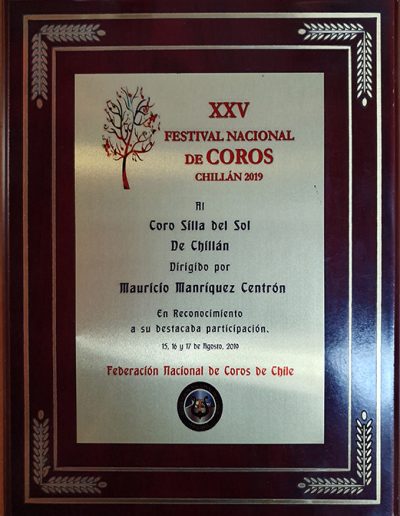 XXV
FESTIVAL NACIONAL
DE COROS
CHILLÁN 2019
Al
Coro Silla del Sol
De Chillán
Dirigido por
Mauricio Manríquez Centrón
En Reconocimiento
a su destacada participación.
15, 16 y 17 de Agosto, 2019
Federación Nacional de Coros de Chile